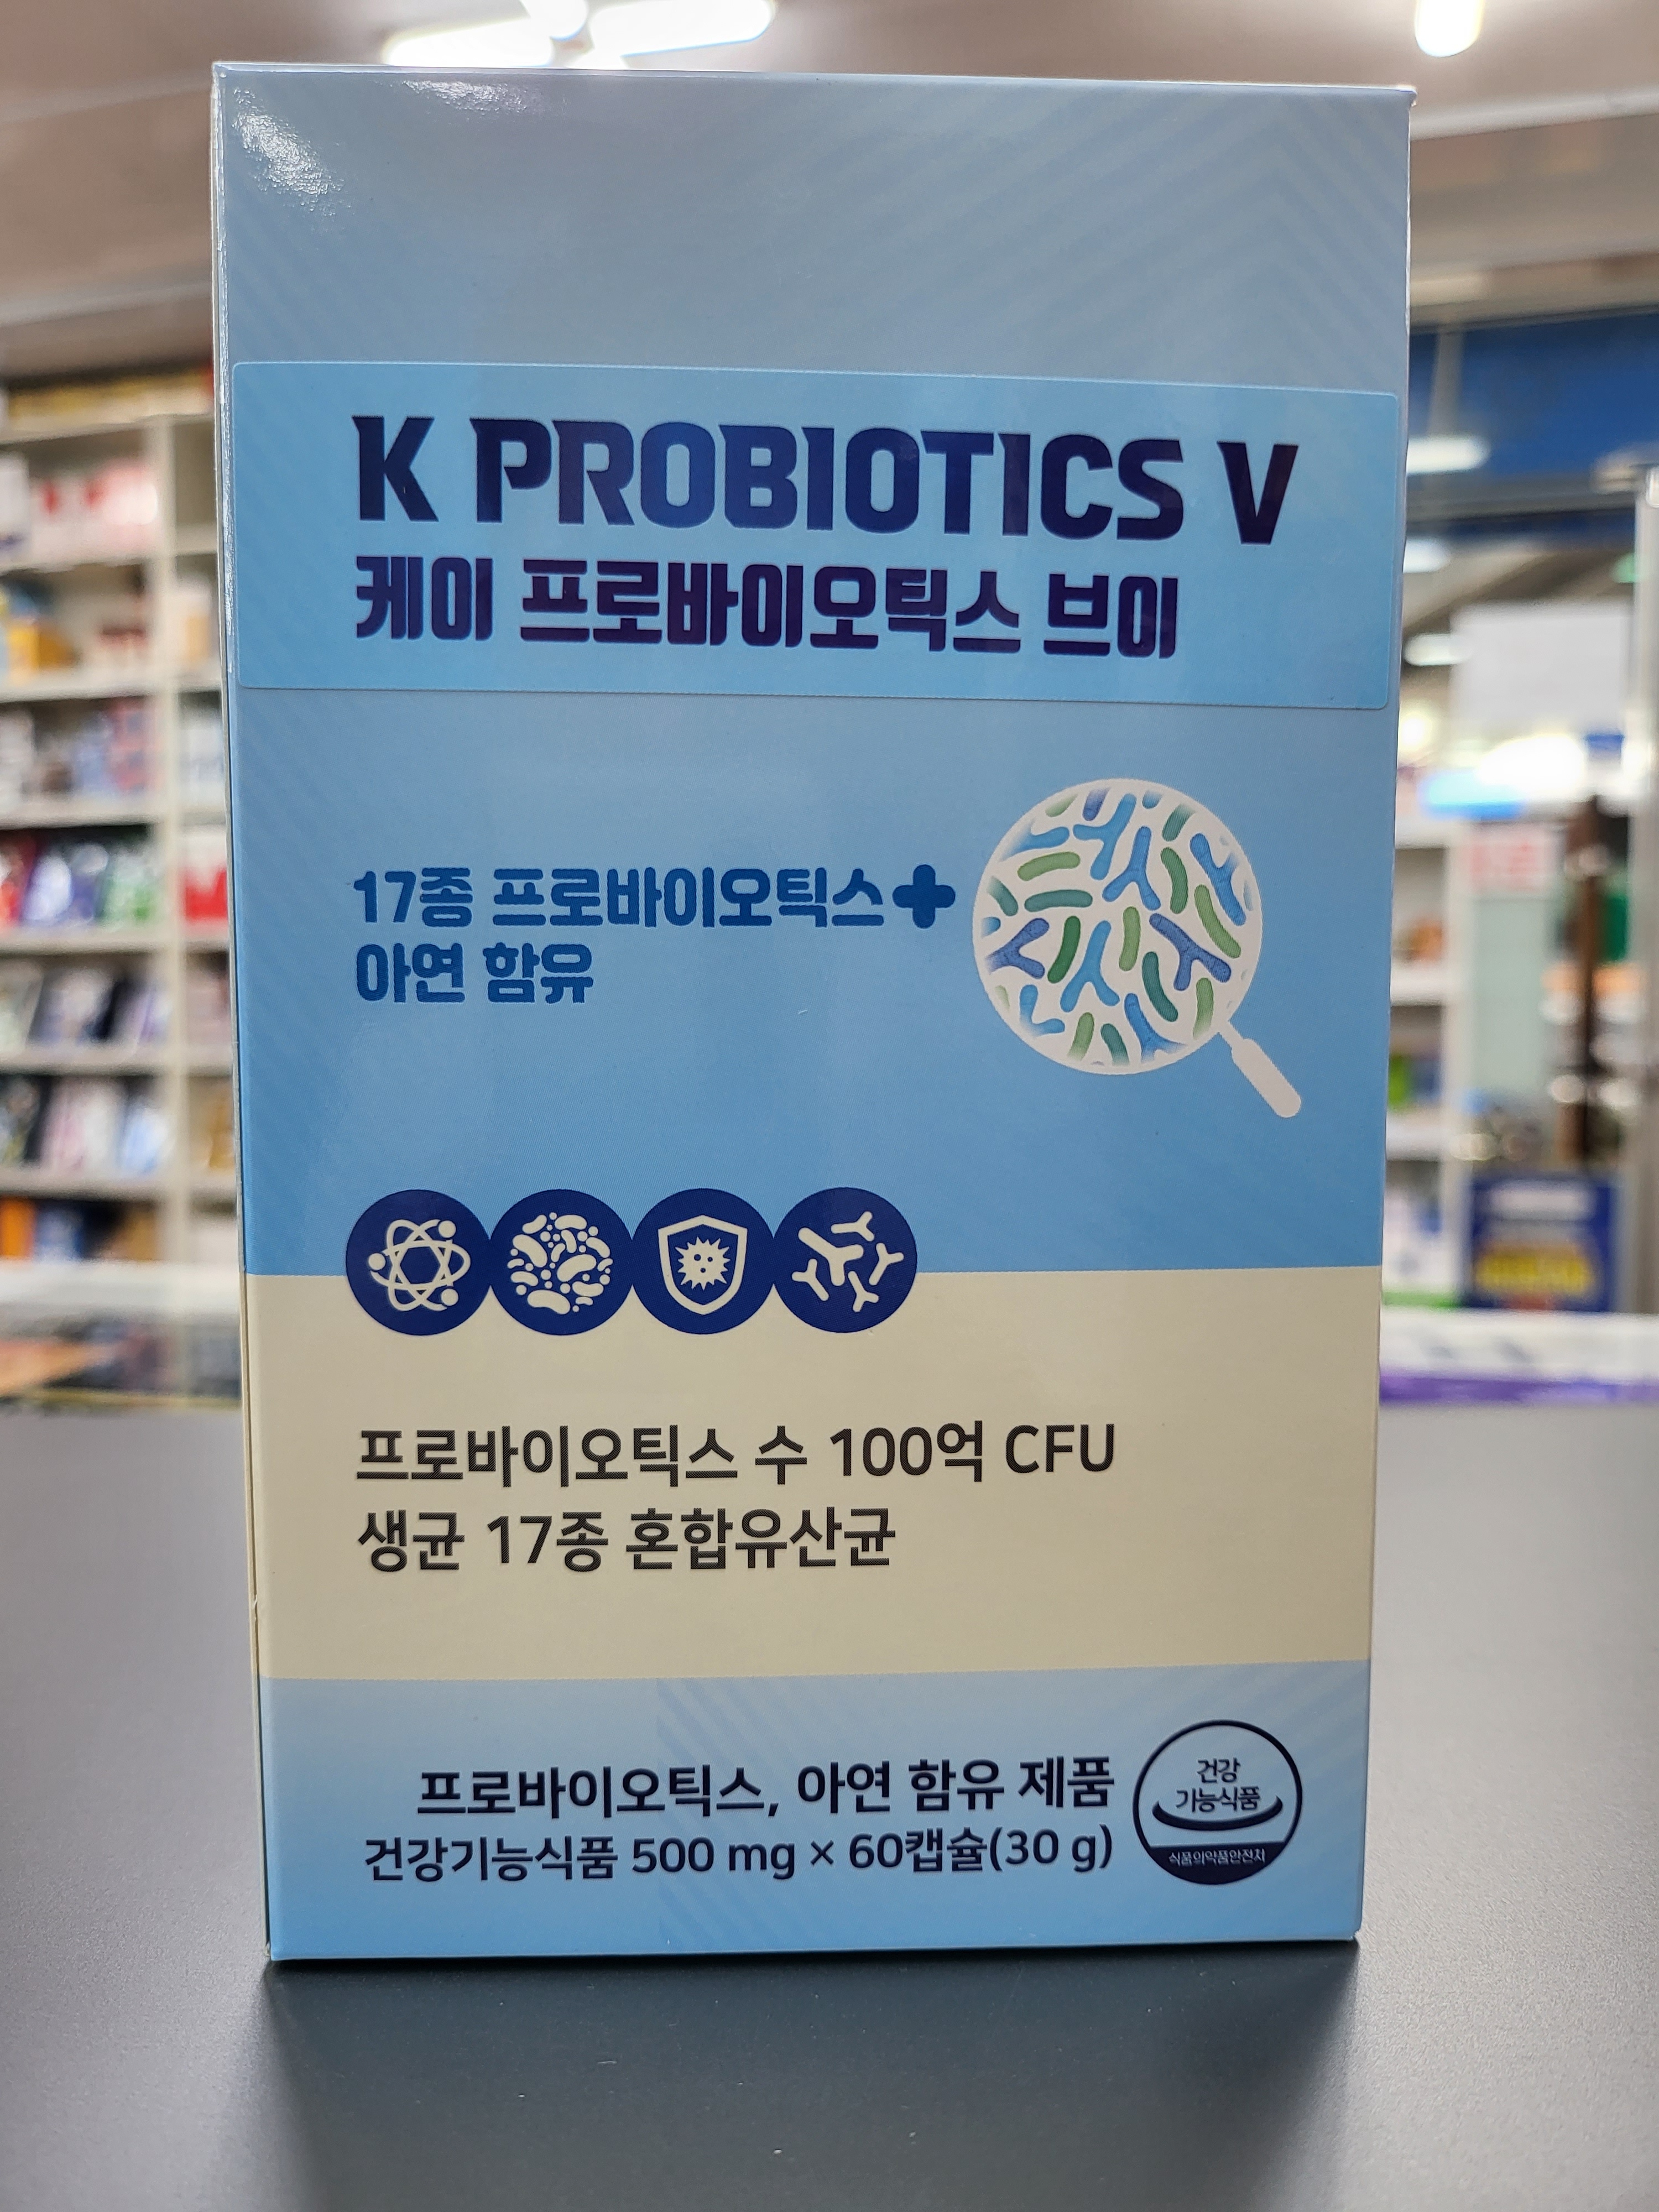 K PROBIOTICS V
케이 프로바이오틱스 브이
17종 프로바이오틱스+
아연 함유
프로바이오틱스 수 100억 CFU
생균 17종 혼합유산균
프로바이오틱스, 아연 함유 제품
건강기능식품 500 mg × 60캡슐(30 g)
건강
기능식품
식품의약품안전처